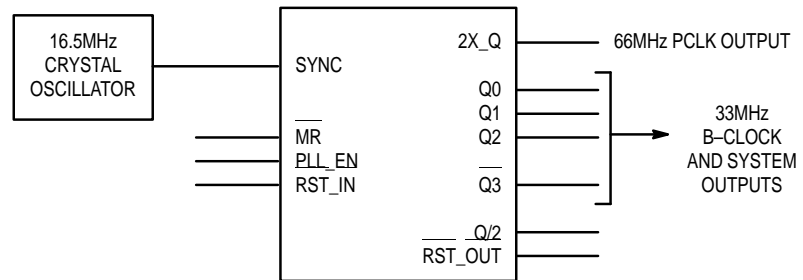 16.5MHz
CRYSTAL
OSCILLATOR
SYNC
MR
PLL_EN
RST_IN
2X_Q
Q0
Q1
Q2
Q3
Q/2
RST_OUT
66MHz PCLK OUTPUT
33MHz
B–CLOCK
AND SYSTEM
OUTPUTS